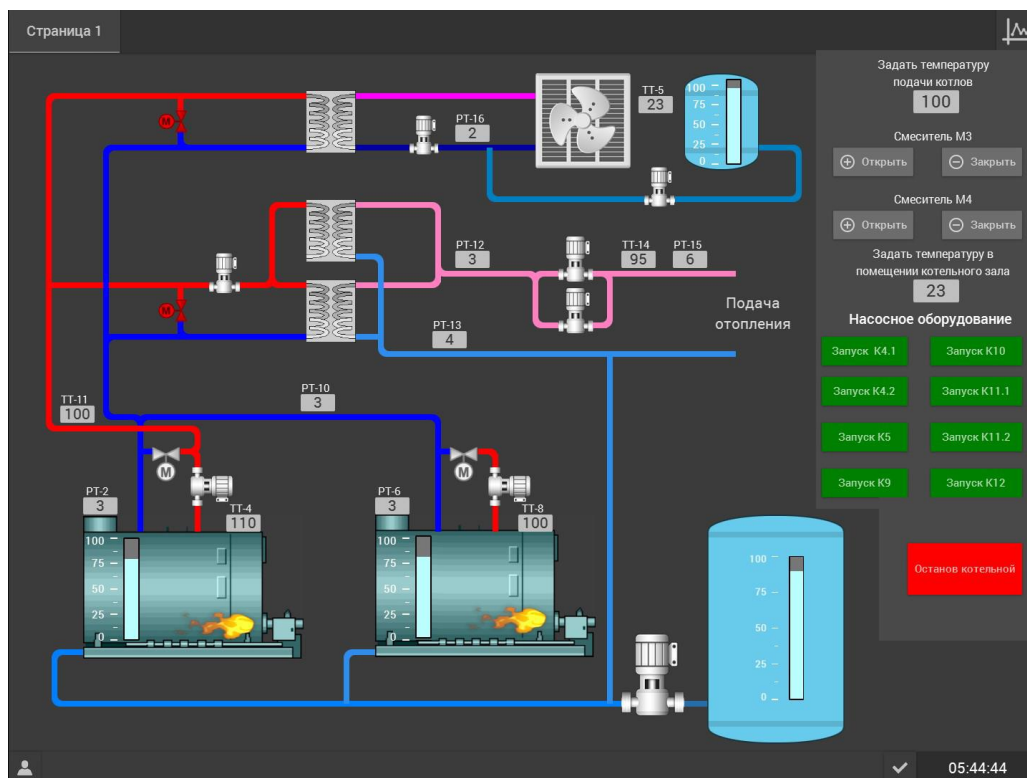 Страница 1
Задать температуру
подачи котлов
100
Смеситель М3
Открыть
Закрыть
Смеситель М4
Открыть
Закрыть
Задать температуру в
помещении котельного зала
23
Насосное оборудование
Запуск К4.1
Запуск К10
Запуск К4.2
Запуск К11.1
Запуск К5
Запуск К11.2
Запуск К9
Запуск К12
Останов котельной
М
PT-16
2
TT-5
23
100
75
50
25
0
PT-12
3
TT-14
95
PT-15
6
М
PT-13
4
Подача
отопления
TT-11
100
PT-10
3
М
М
PT-2
3
TT-4
110
PT-6
3
TT-8
100
100
75
50
25
0
100
75
50
25
0
100
75
50
25
0
05:44:44